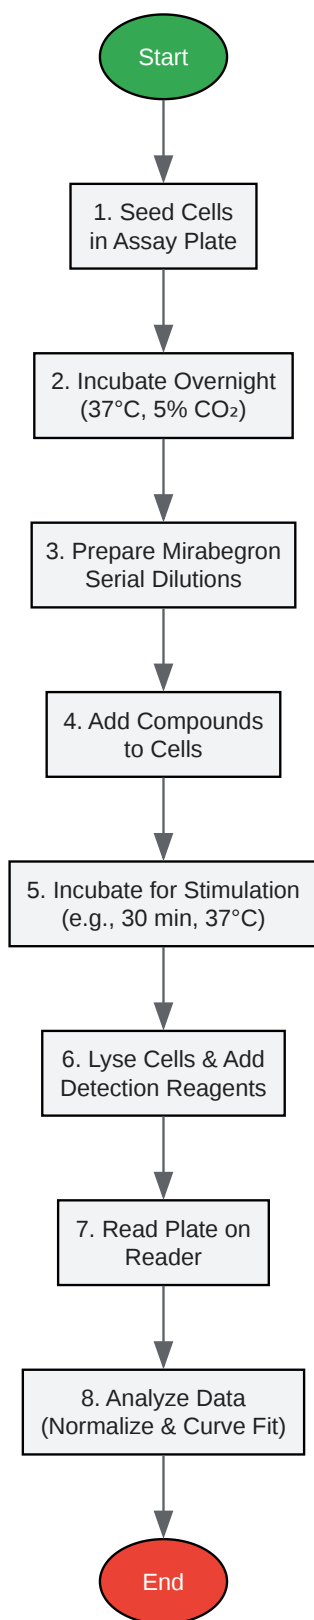 Start
1. Seed Cells
in Assay Plate
2. Incubate Overnight
(37°C, 5% CO₂)
3. Prepare Mirabegron
Serial Dilutions
4. Add Compounds
to Cells
5. Incubate for Stimulation
(e.g., 30 min, 37°C)
6. Lyse Cells & Add
Detection Reagents
7. Read Plate on
Reader
8. Analyze Data
(Normalize & Curve Fit)
End